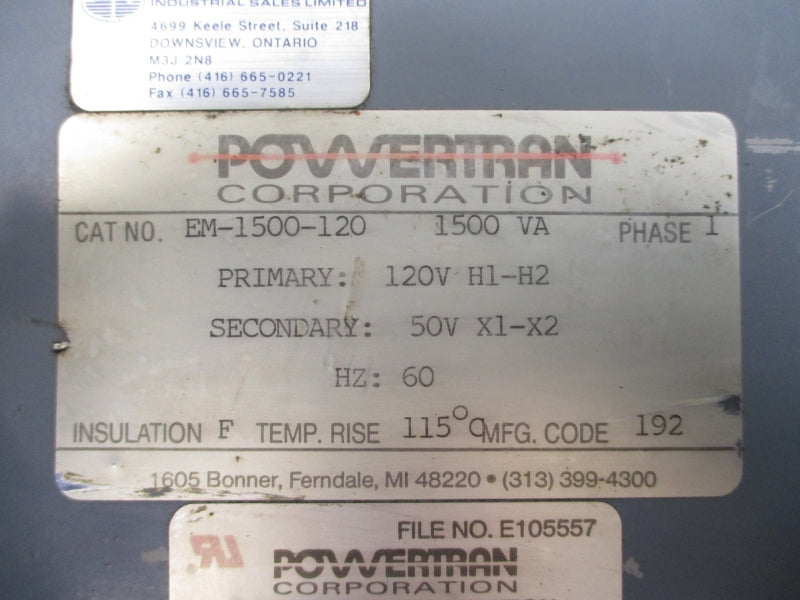 INDUSTRIAL SALES LIMITED
4699 Keele Street, Suite 218
DOWNSVIEW, ONTARIO
M3J 2N8
Phone (416) 665-0221
Fax (416) 665-7585
POWERTRAN
CORPORATION
CAT NO. EM-1500-120 1500 VA PHASE 1
PRIMARY: 120V H1-H2
SECONDARY: 50V X1-X2
HZ: 60
INSULATION F TEMP. RISE 115°C MFG. CODE 192
1605 Bonner, Ferndale, MI 48220 • (313) 399-4300
FILE NO. E105557
POWERTRAN
CORPORATION